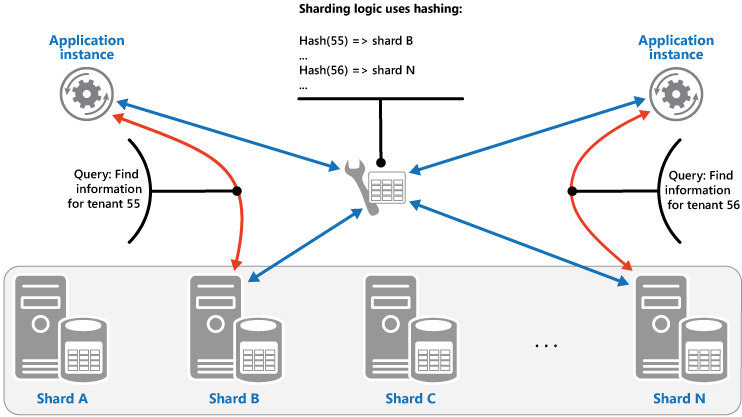 Sharding logic uses hashing:
Hash(55) => shard B
...
Hash(56) => shard N
...
Application
instance
Application
instance
Query: Find
information
for tenant 55
Query: Find
information
for tenant 56
...
Shard A
Shard B
Shard C
Shard N